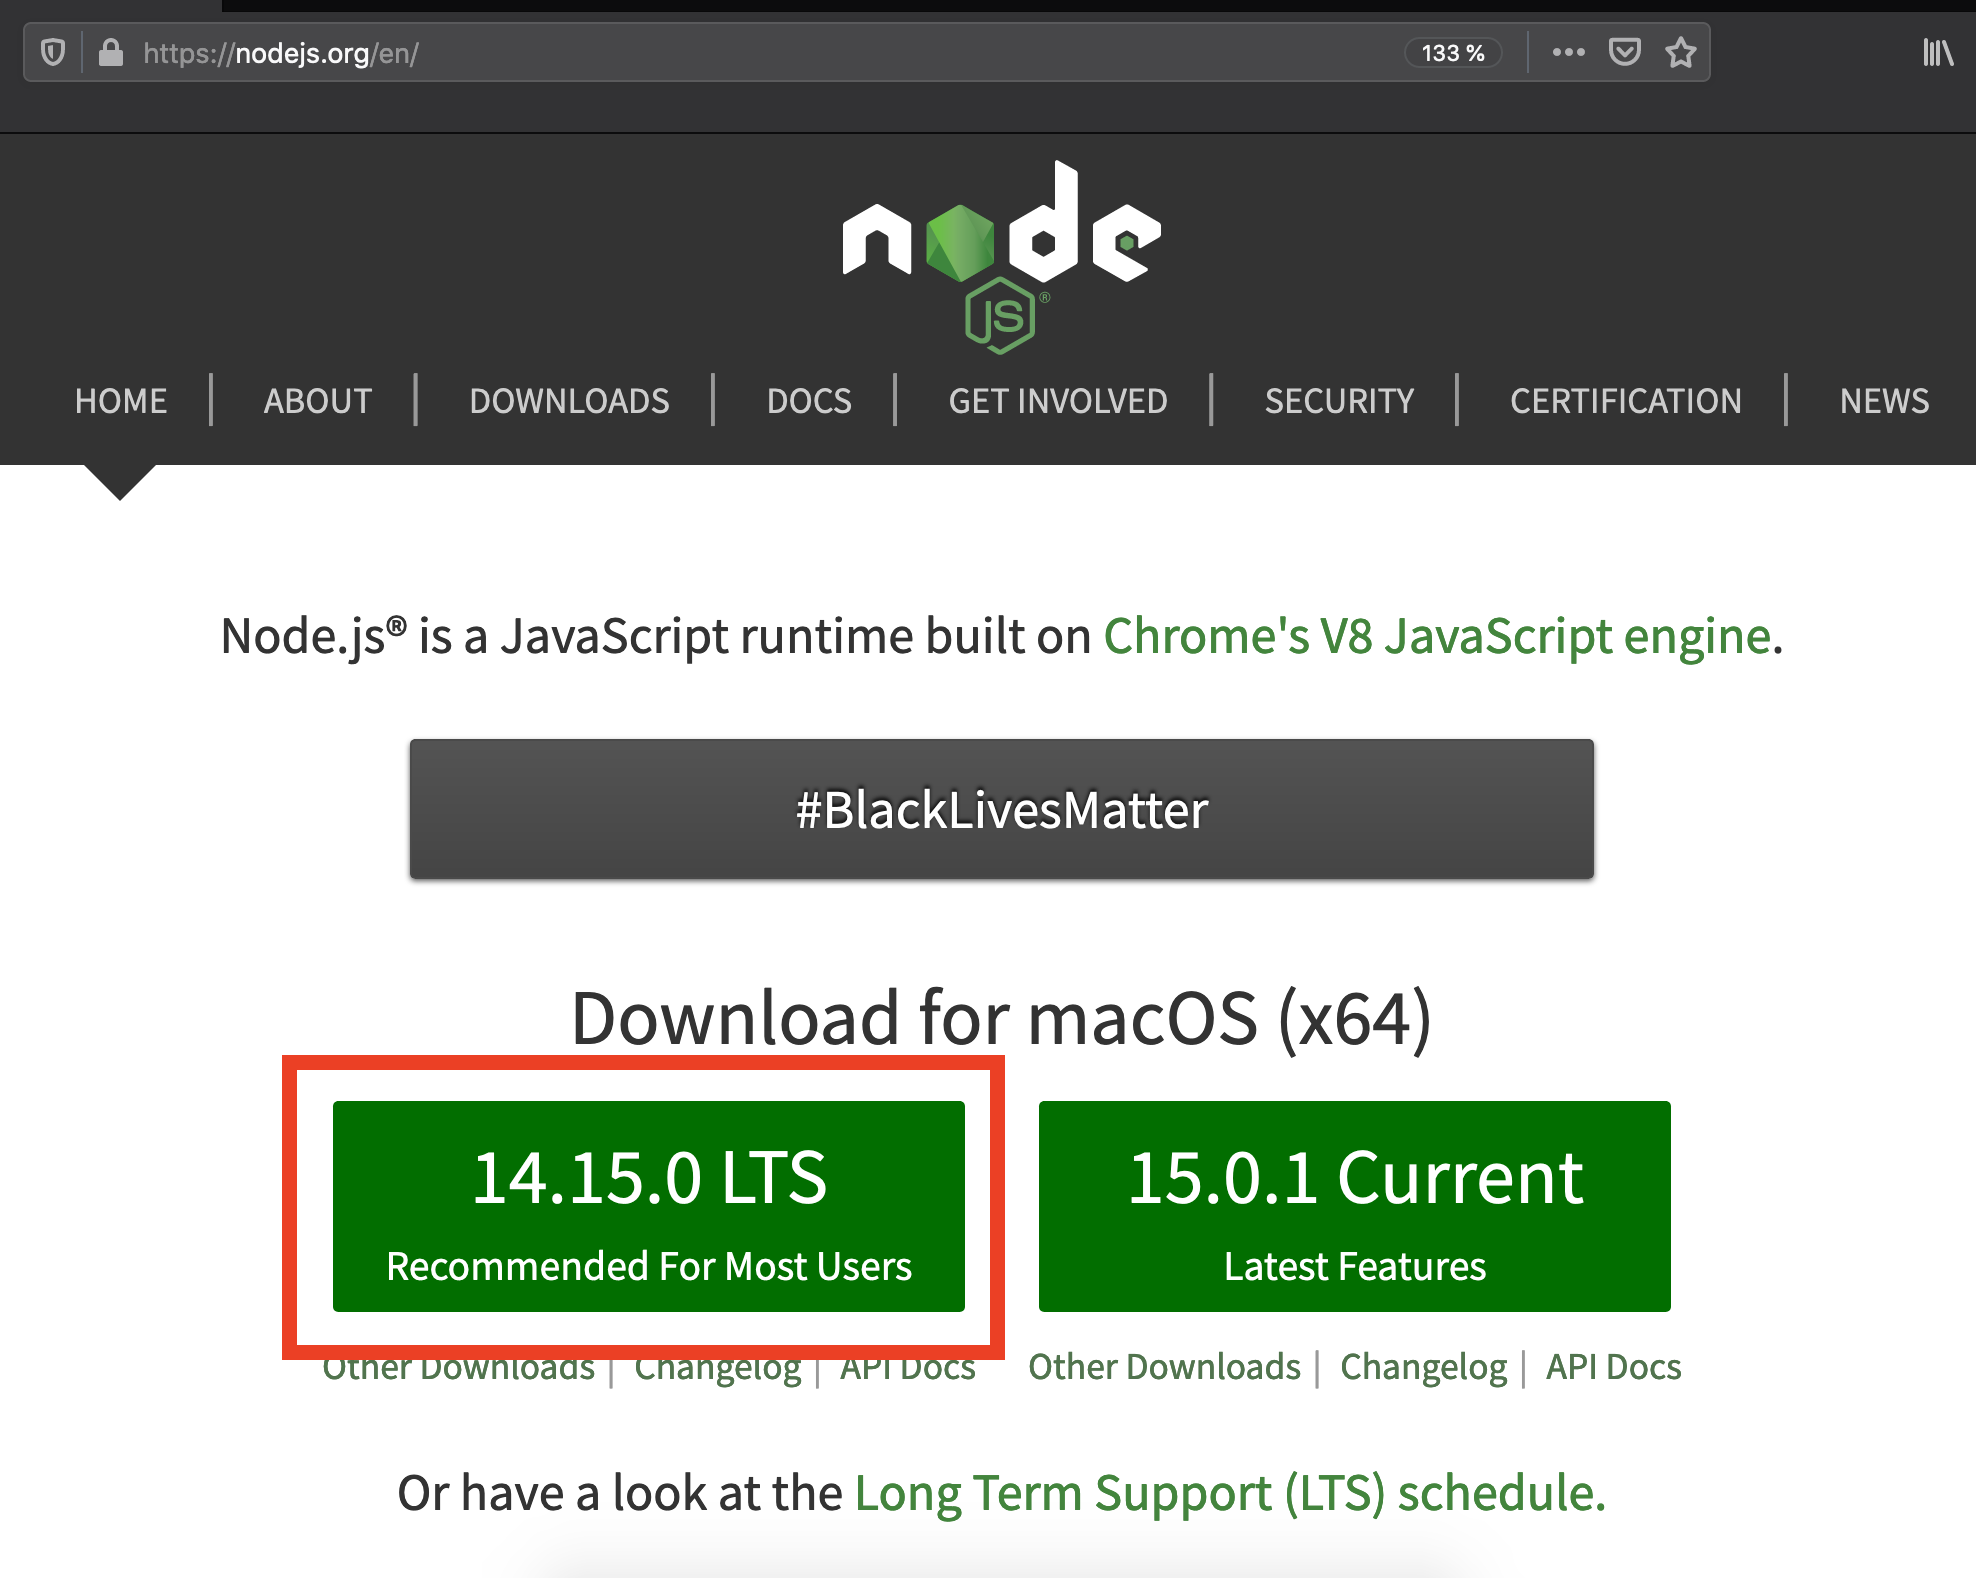 https://nodejs.org/en/
133 %
node
JS ®
HOME | ABOUT | DOWNLOADS | DOCS | GET INVOLVED | SECURITY | CERTIFICATION | NEWS
Node.js® is a JavaScript runtime built on Chrome's V8 JavaScript engine.
#BlackLivesMatter
Download for macOS (x64)
14.15.0 LTS
Recommended For Most Users
15.0.1 Current
Latest Features
Other Downloads | Changelog | API Docs
Other Downloads | Changelog | API Docs
Or have a look at the Long Term Support (LTS) schedule.